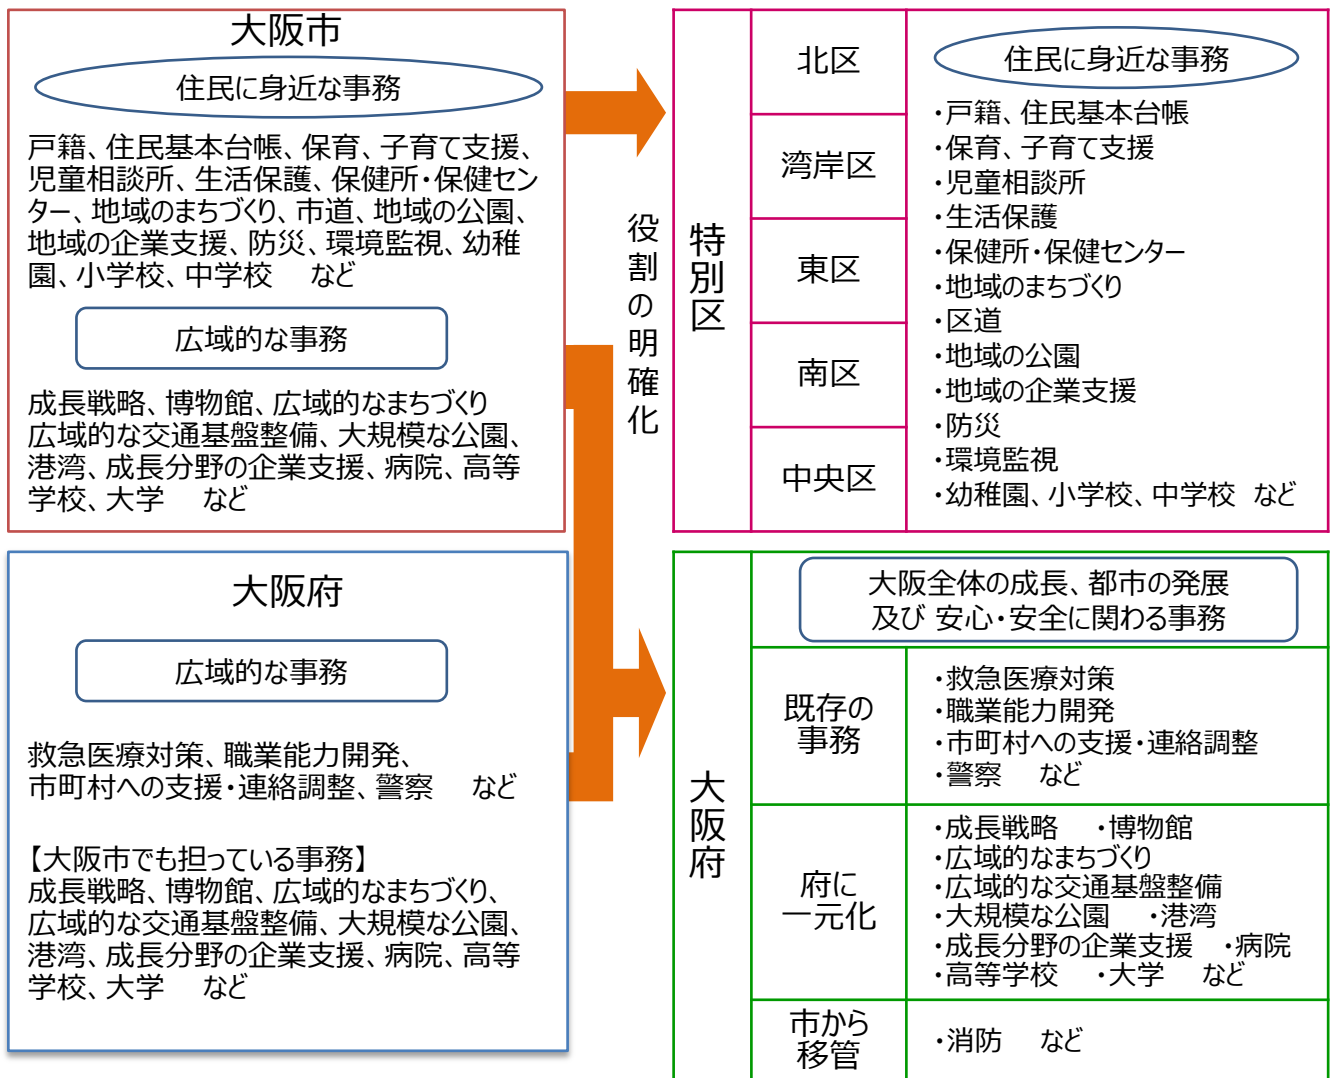 大阪市
住民に身近な事務
戸籍、住民基本台帳、保育、子育て支援、
児童相談所、生活保護、保健所・保健セン
ター、地域のまちづくり、市道、地域の公園、
地域の企業支援、防災、環境監視、幼稚
園、小学校、中学校　など
広域的な事務
成長戦略、博物館、広域的なまちづくり
広域的な交通基盤整備、大規模な公園、
港湾、成長分野の企業支援、病院、高等
学校、大学　など
大阪府
広域的な事務
救急医療対策、職業能力開発、
市町村への支援・連絡調整、警察　など
【大阪市でも担っている事務】
成長戦略、博物館、広域的なまちづくり、
広域的な交通基盤整備、大規模な公園、
港湾、成長分野の企業支援、病院、高等
学校、大学　など
役割の明確化
特別区
北区
湾岸区
東区
南区
中央区
住民に身近な事務
・戸籍、住民基本台帳
・保育、子育て支援
・児童相談所
・生活保護
・保健所・保健センター
・地域のまちづくり
・区道
・地域の公園
・地域の企業支援
・防災
・環境監視
・幼稚園、小学校、中学校 など
大阪府
大阪全体の成長、都市の発展
及び 安心・安全に関わる事務
既存の
事務
・救急医療対策
・職業能力開発
・市町村への支援・連絡調整
・警察　など
府に
一元化
・成長戦略　・博物館
・広域的なまちづくり
・広域的な交通基盤整備
・大規模な公園　・港湾
・成長分野の企業支援　・病院
・高等学校　・大学　など
市から
移管
・消防　など